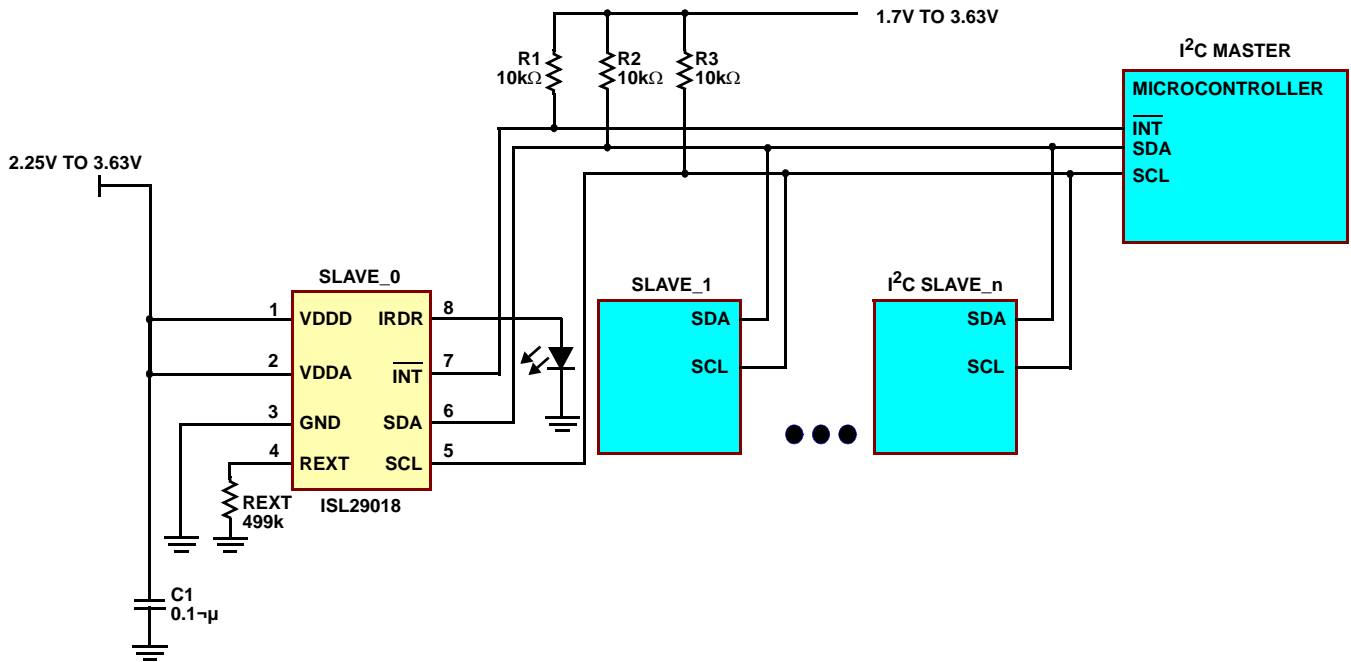 1.7V TO 3.63V
R1
10kΩ
R2
10kΩ
R3
10kΩ
I²C MASTER
MICROCONTROLLER
INT
SDA
SCL
2.25V TO 3.63V
SLAVE_0
1
VDDD
IRDR
8
2
VDDA
INT
7
3
GND
SDA
6
4
REXT
SCL
5
ISL29018
REXT
499k
C1
0.1¬µ
SLAVE_1
SDA
SCL
I²C SLAVE_n
SDA
SCL